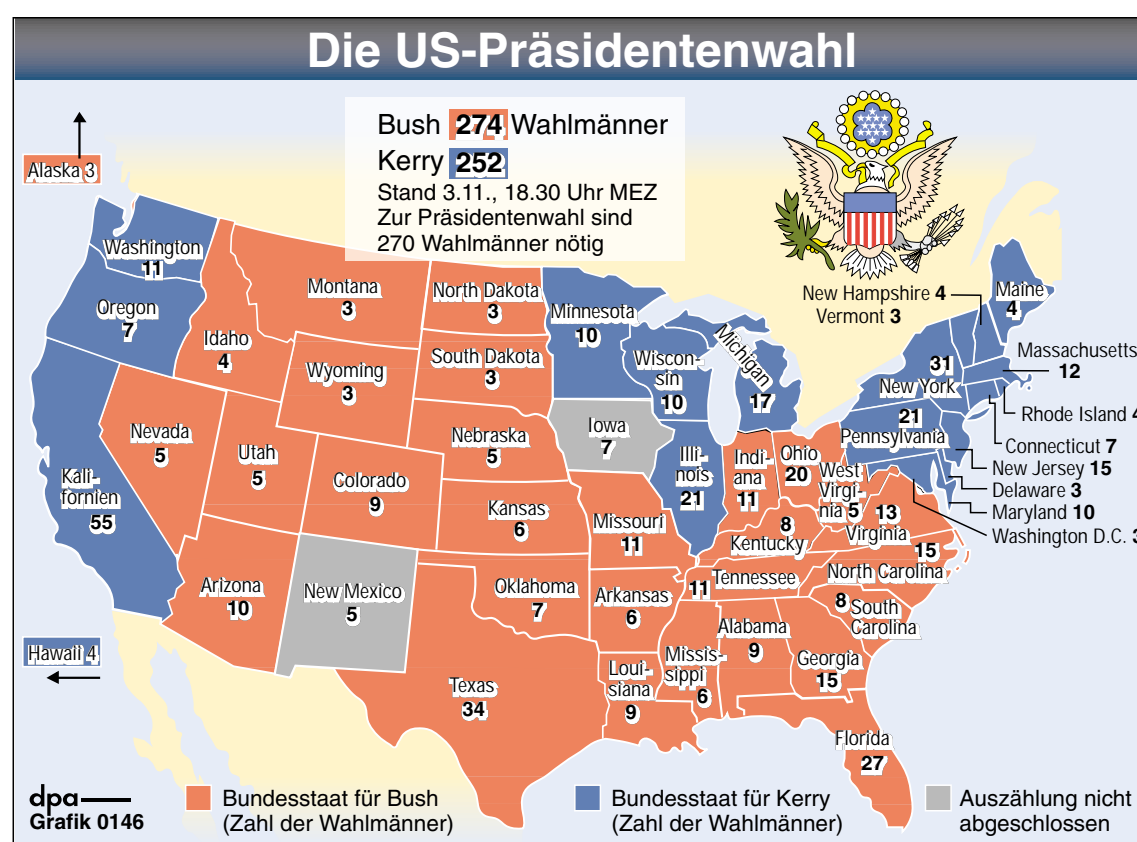 Die US-Präsidentenwahl
Bush 274 Wahlmänner
Kerry 252
Stand 3.11., 18.30 Uhr MEZ
Zur Präsidentenwahl sind
270 Wahlmänner nötig
Alaska 3
Washington
11
Oregon
7
Idaho
4
Montana
3
North Dakota
3
Minnesota
10
South Dakota
3
Wyoming
3
Wiscon-
sin
10
Michigan
17
New Hampshire 4
Vermont 3
Maine
4
Massachusetts
12
31
New York
Rhode Island 4
21
Pennsylvania
Connecticut 7
New Jersey 15
Delaware 3
Maryland 10
Washington D.C. 3
Nevada
5
Utah
5
Colorado
9
Nebraska
5
Iowa
7
Kali-
fornien
55
Kansas
6
Missouri
11
Illi-
nois
21
Indi-
ana
11
Ohio
20
West
Virgi-
nia 5
13
Virginia
8
Kentucky
15
North Carolina
Arizona
10
New Mexico
5
Oklahoma
7
Arkansas
6
11 Tennessee
8 South
Carolina
Alabama
9
Missis-
sippi
6
Georgia
15
Loui-
siana
9
Hawaii 4
Texas
34
Florida
27
dpa
Grafik 0146
Bundesstaat für Bush
(Zahl der Wahlmänner)
Bundesstaat für Kerry
(Zahl der Wahlmänner)
Auszählung nicht
abgeschlossen